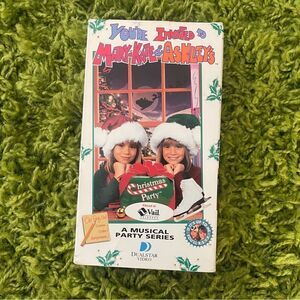 YOU'RE INVITED TO
MARY-KATE & ASHLEY'S
Christmas
Party
Vail
A MUSICAL
PARTY SERIES
DUALSTAR
VIDEO